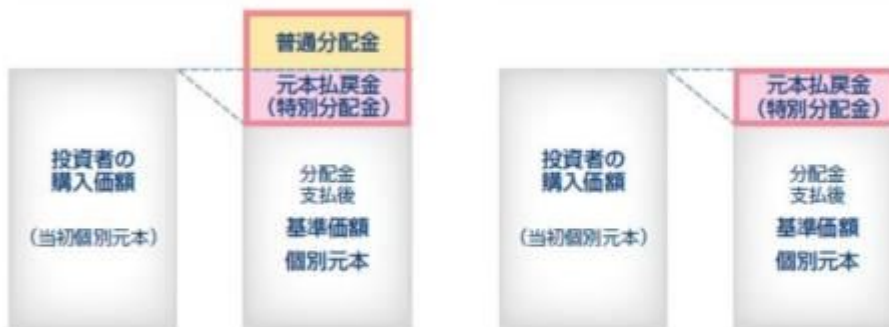 普通分配金
元本払戻金
（特別分配金）
投資者の
購入価額
（当初個別元本）
分配金
支払後
基準価額
個別元本
元本払戻金
（特別分配金）
投資者の
購入価額
（当初個別元本）
分配金
支払後
基準価額
個別元本